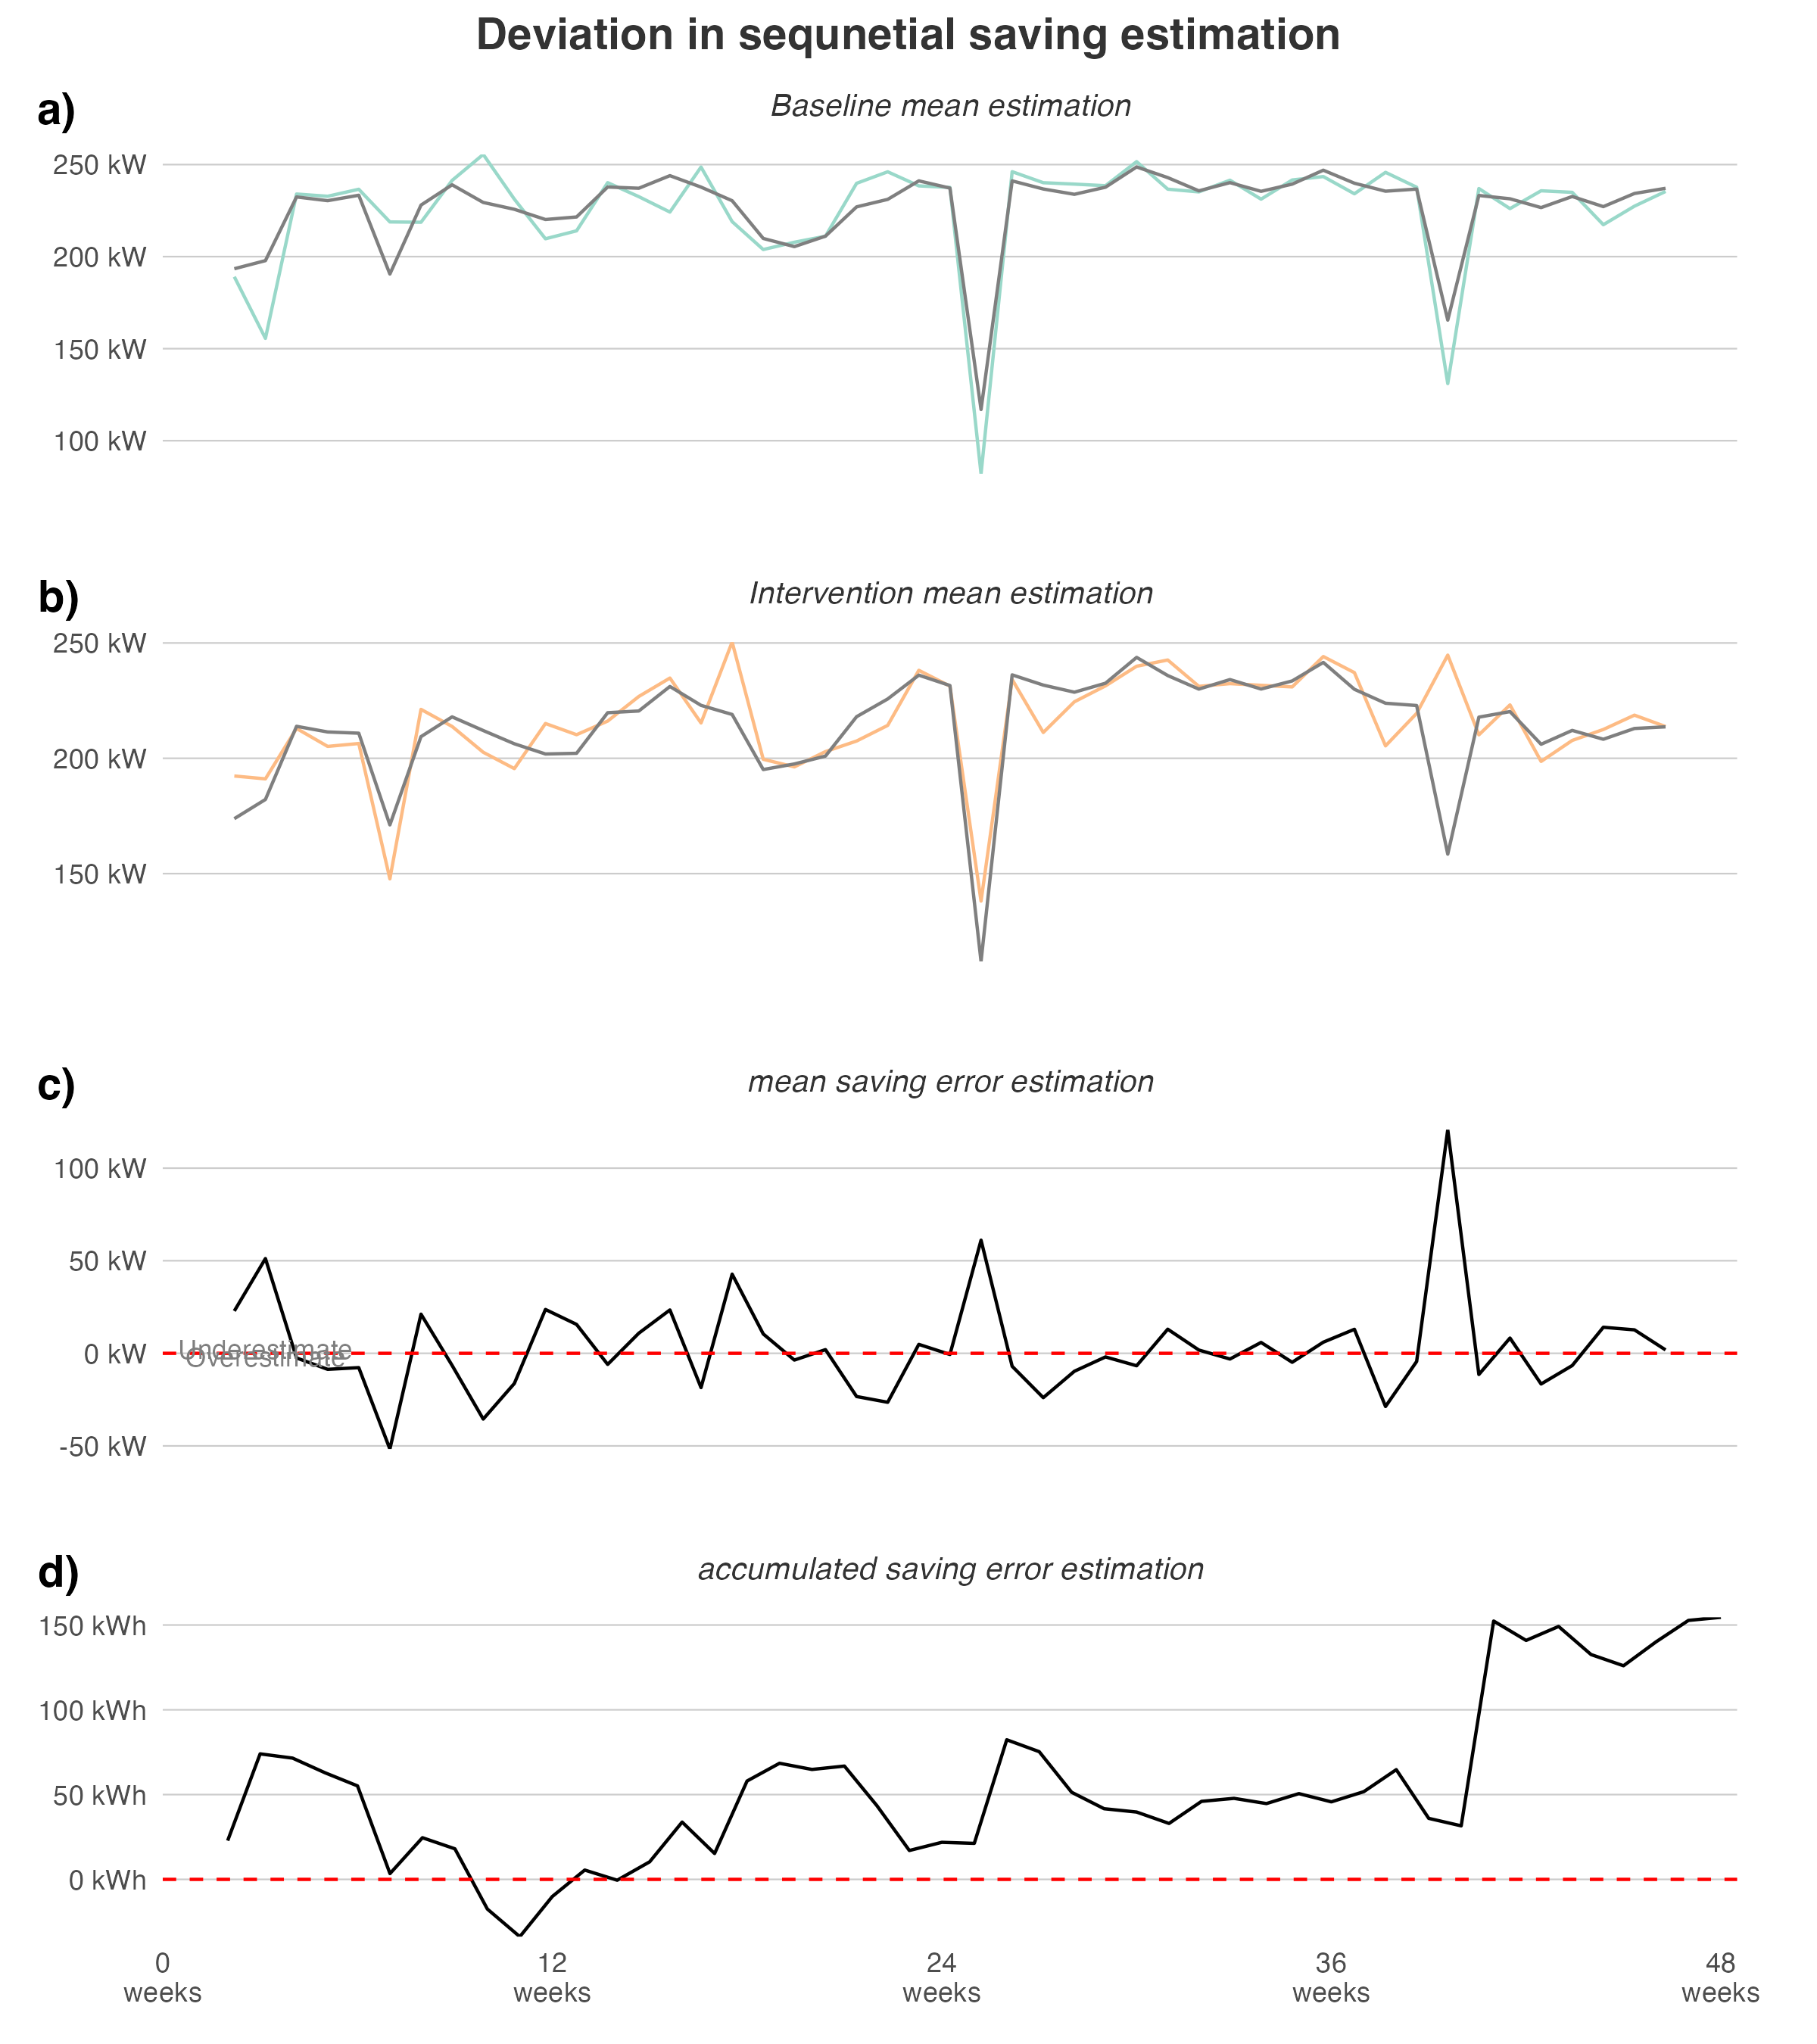 Deviation in sequnetial saving estimation
a)
Baseline mean estimation
250 kW
200 kW
150 kW
100 kW
b)
Intervention mean estimation
250 kW
200 kW
150 kW
c)
mean saving error estimation
100 kW
50 kW
0 kW
-50 kW
Underestimate
Overestimate
d)
accumulated saving error estimation
150 kWh
100 kWh
50 kWh
0 kWh
0
weeks
12
weeks
24
weeks
36
weeks
48
weeks